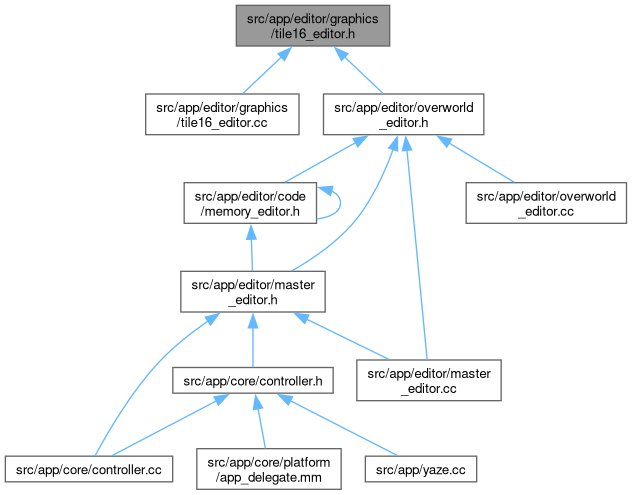 src/app/editor/graphics
/tile16_editor.h
src/app/editor/graphics
/tile16_editor.cc
src/app/editor/overworld
_editor.h
src/app/editor/code
/memory_editor.h
src/app/editor/overworld
_editor.cc
src/app/editor/master
_editor.h
src/app/core/controller.h
src/app/editor/master
_editor.cc
src/app/core/controller.cc
src/app/core/platform
/app_delegate.mm
src/app/yaze.cc